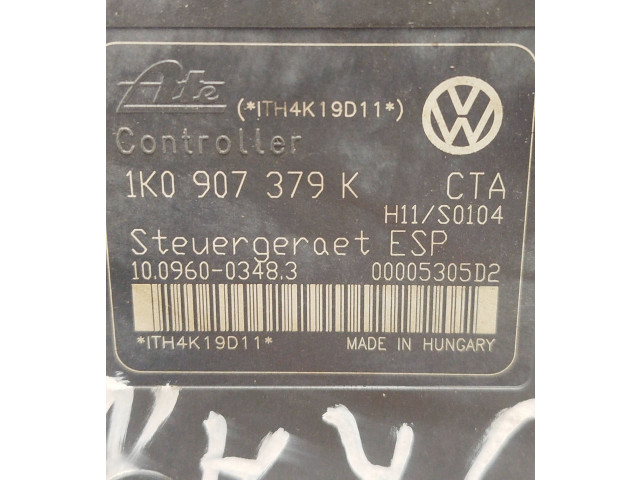 Ate (*ITH4K19D11*)
Controller
1K0 907 379 K CTA
H11/S0104
Steuergeraet ESP
10.0960-0348.3 00005305D2
*ITH4K19D11* MADE IN HUNGARY